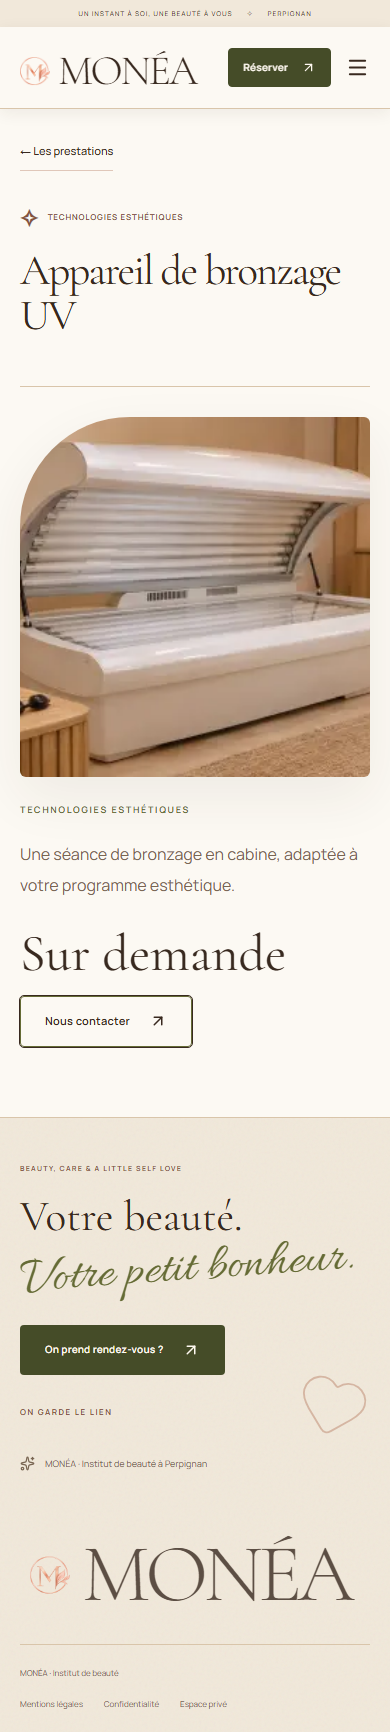 UN INSTANT À SOI, UNE BEAUTÉ À VOUS ✧ PERPIGNAN
MONÉA
Réserver
← Les prestations
TECHNOLOGIES ESTHÉTIQUES
Appareil de bronzage
UV
TECHNOLOGIES ESTHÉTIQUES
Une séance de bronzage en cabine, adaptée à
votre programme esthétique.
Sur demande
Nous contacter
BEAUTY, CARE & A LITTLE SELF LOVE
Votre beauté.
Votre petit bonheur.
On prend rendez-vous ?
ON GARDE LE LIEN
MONÉA · Institut de beauté à Perpignan
MONÉA
MONÉA · Institut de beauté
Mentions légales Confidentialité Espace privé